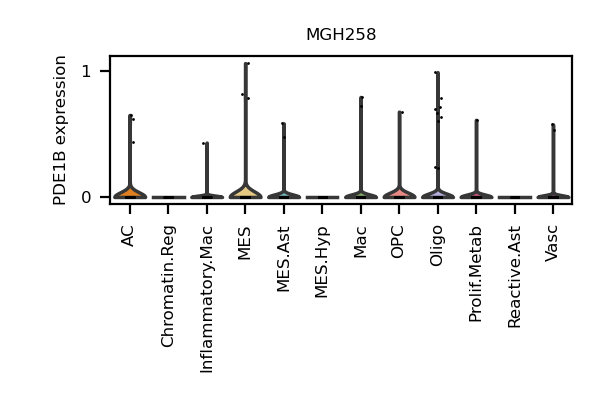 MGH258
PDE1B expression
1
0
AC
Chromatin.Reg
Inflammatory.Mac
MES
MES.Ast
MES.Hyp
Mac
OPC
Oligo
Prolif.Metab
Reactive.Ast
Vasc